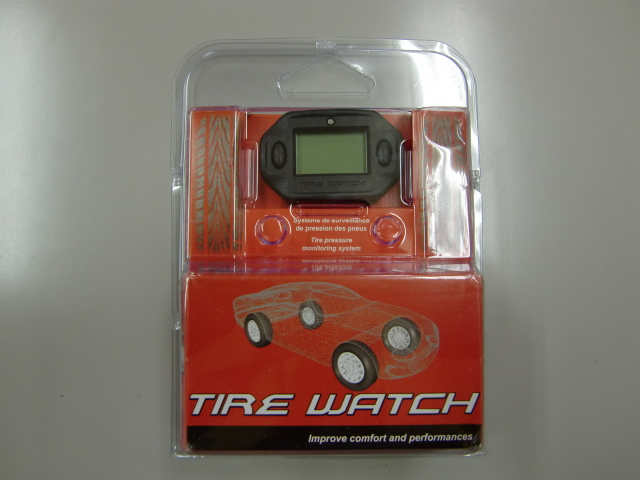 TIRE WATCH
Système de surveillance
de pression des pneus
Tire pressure
monitoring system
TIRE WATCH
Improve comfort and performances